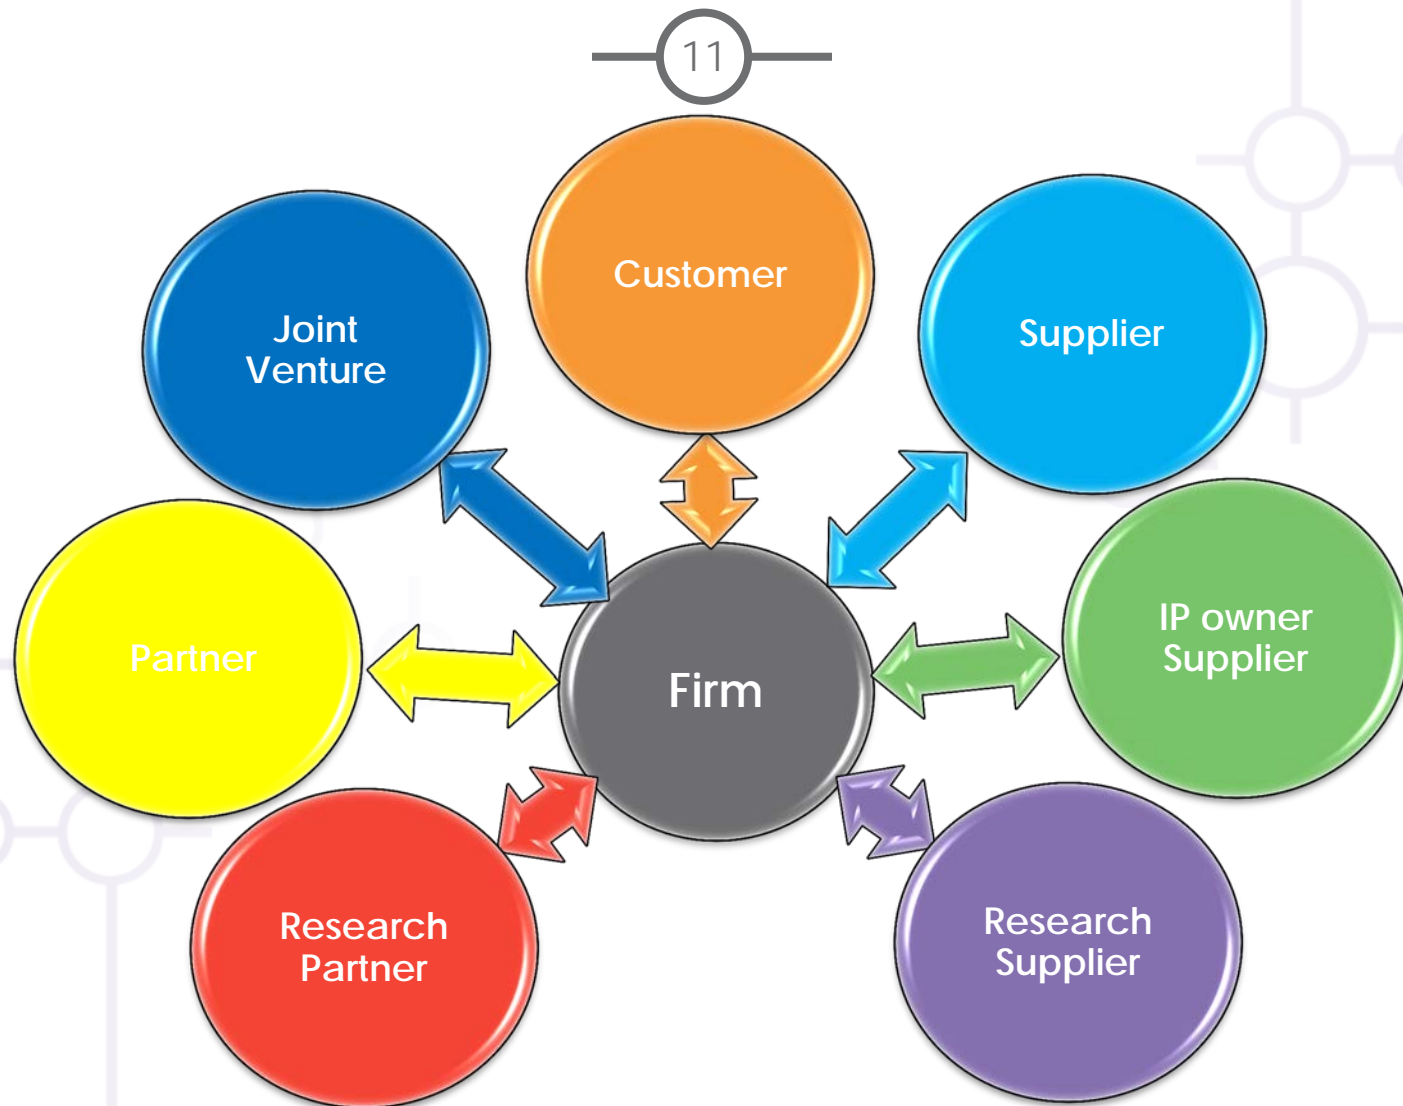 11
Customer
Joint
Venture
Supplier
Partner
Firm
IP owner
Supplier
Research
Partner
Research
Supplier